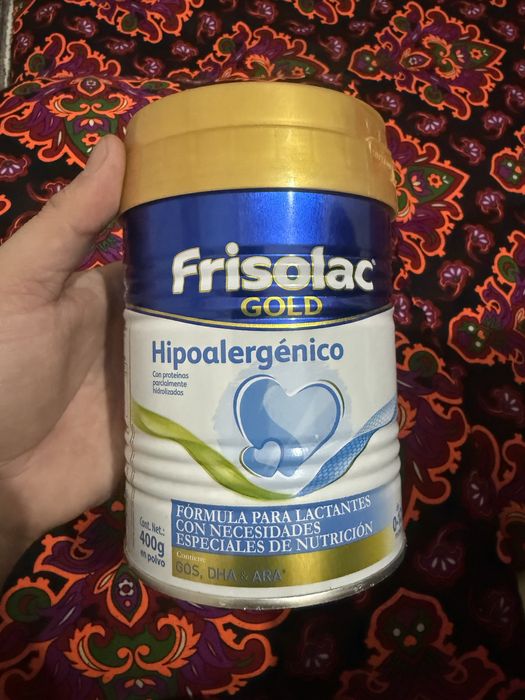 Frisolac
GOLD
Hipoalergénico
Con proteínas
parcialmente
hidrolizadas
FÓRMULA PARA LACTANTES
CON NECESIDADES
ESPECIALES DE NUTRICIÓN
Cont. Net.:
400g
en polvo
Contiene
GOS, DHA & ARA*